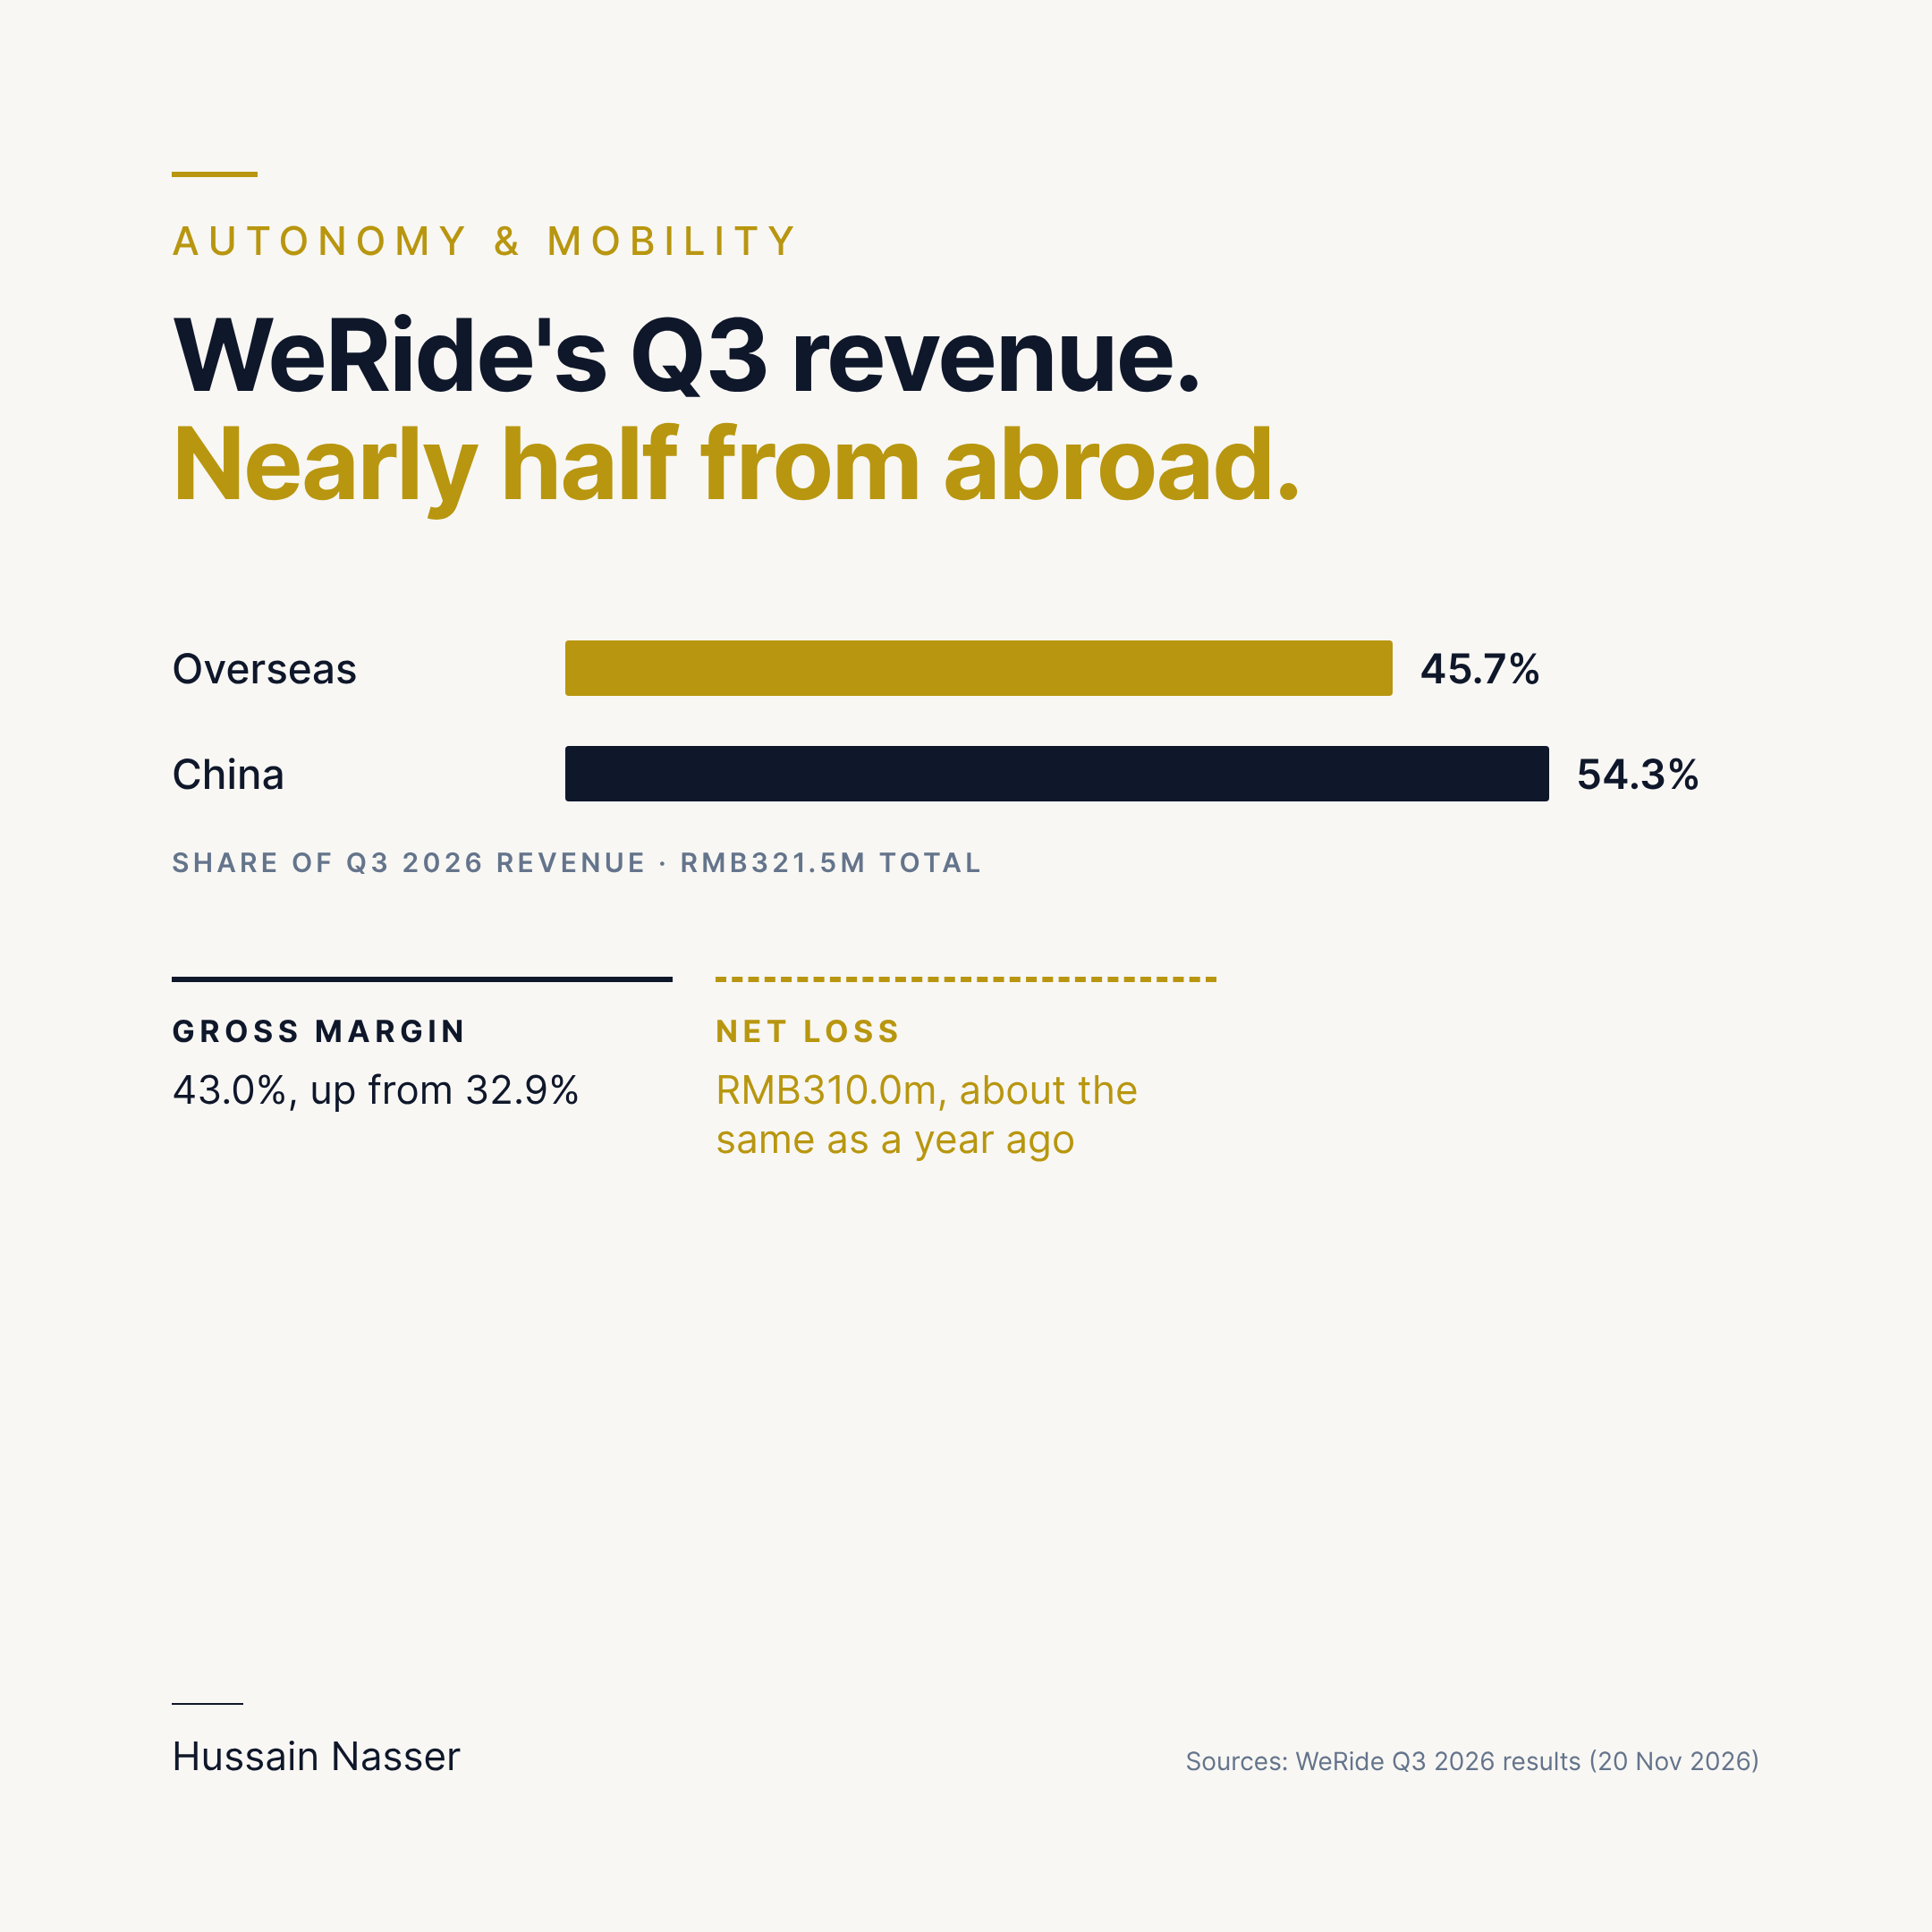 AUTONOMY & MOBILITY
WeRide's Q3 revenue.
Nearly half from abroad.
Overseas 45.7%
China 54.3%
SHARE OF Q3 2026 REVENUE · RMB321.5M TOTAL
GROSS MARGIN
43.0%, up from 32.9%
NET LOSS
RMB310.0m, about the
same as a year ago
Hussain Nasser
Sources: WeRide Q3 2026 results (20 Nov 2026)